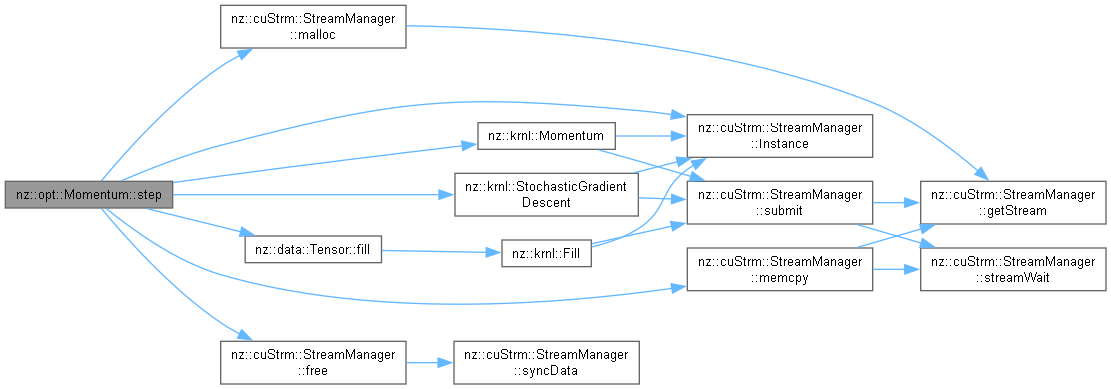 nz::cuStrm::StreamManager
::malloc
nz::krnl::Momentum
nz::cuStrm::StreamManager
::Instance
nz::opt::Momentum::step
nz::krnl::StochasticGradient
Descent
nz::cuStrm::StreamManager
::submit
nz::cuStrm::StreamManager
::getStream
nz::data::Tensor::fill
nz::krnl::Fill
nz::cuStrm::StreamManager
::memcpy
nz::cuStrm::StreamManager
::streamWait
nz::cuStrm::StreamManager
::free
nz::cuStrm::StreamManager
::syncData